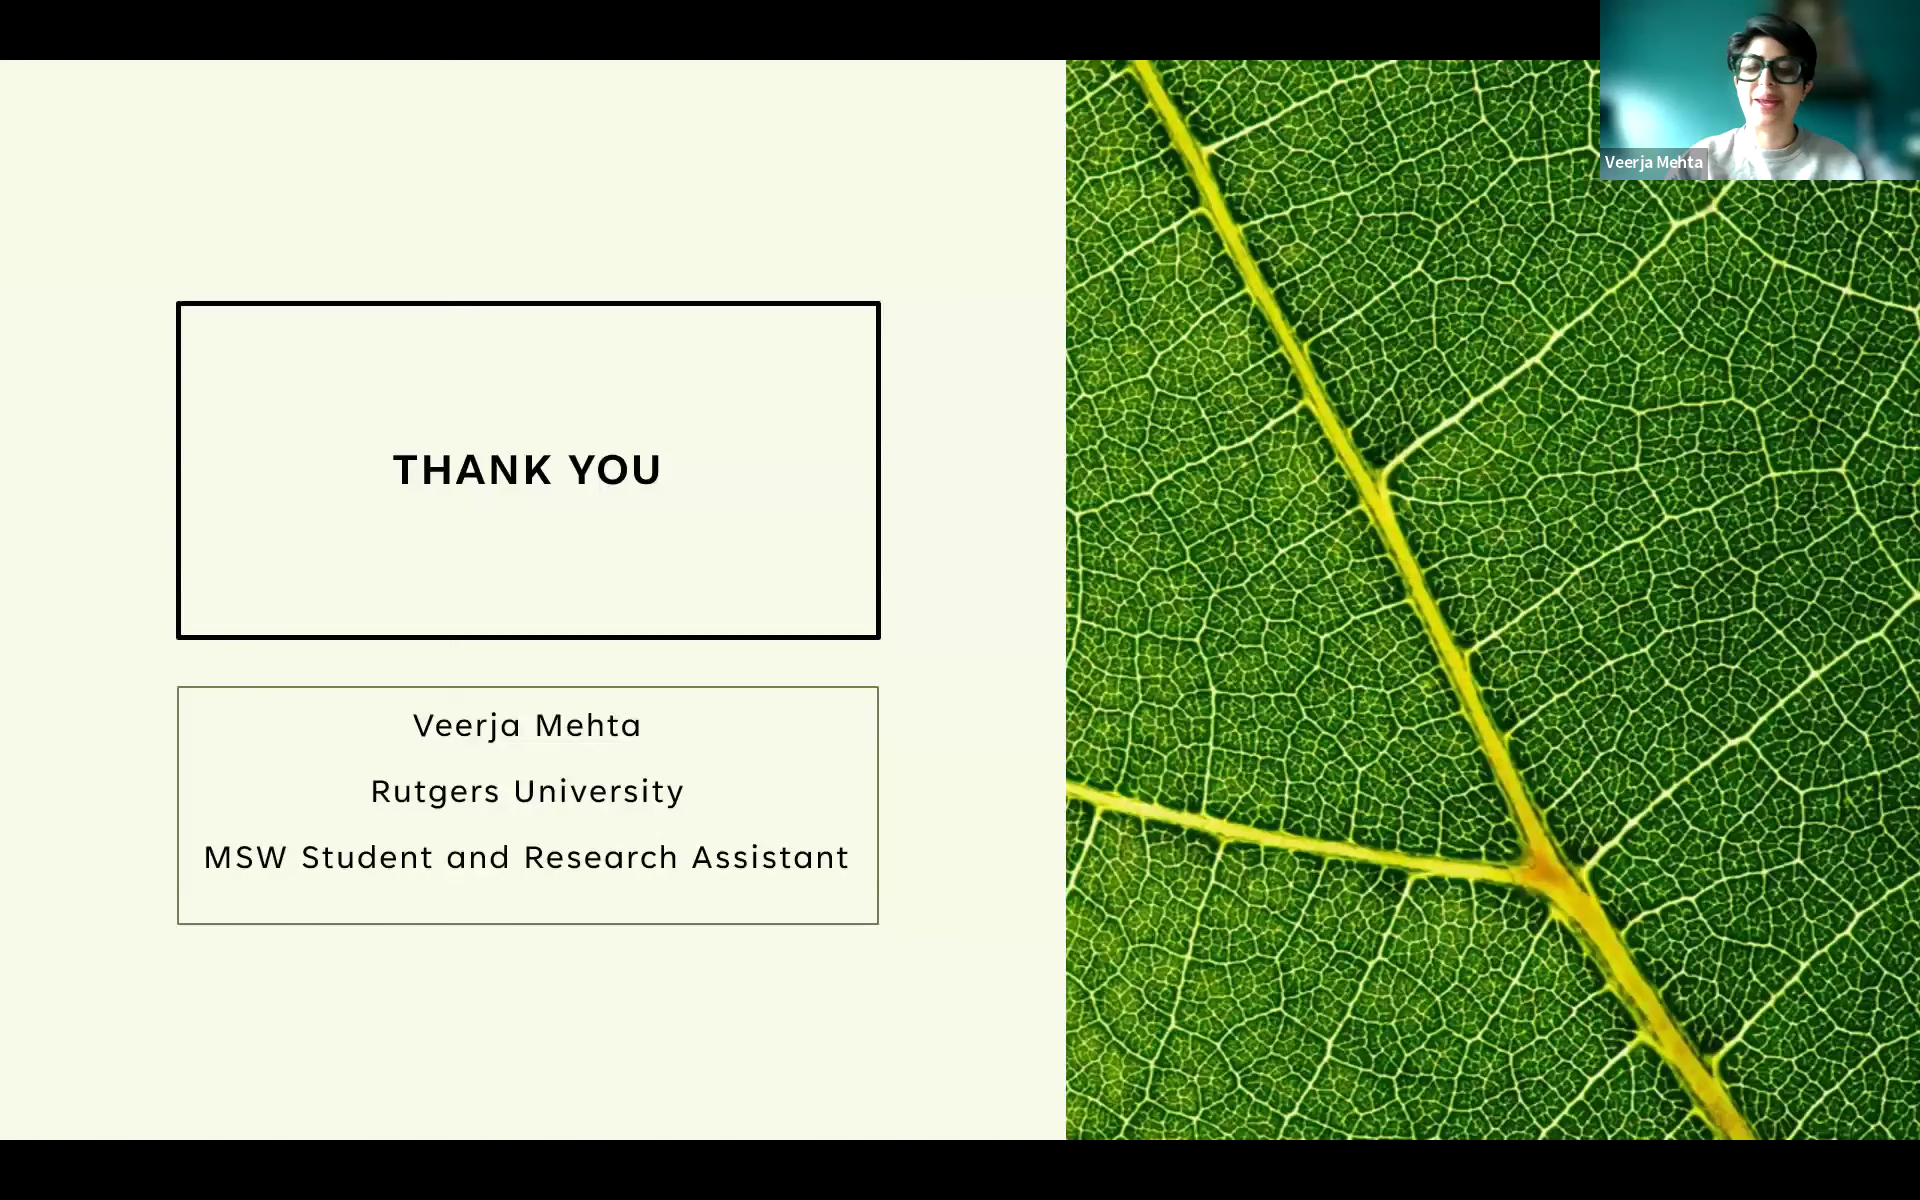 THANK YOU
Veerja Mehta
Rutgers University
MSW Student and Research Assistant
Veerja Mehta